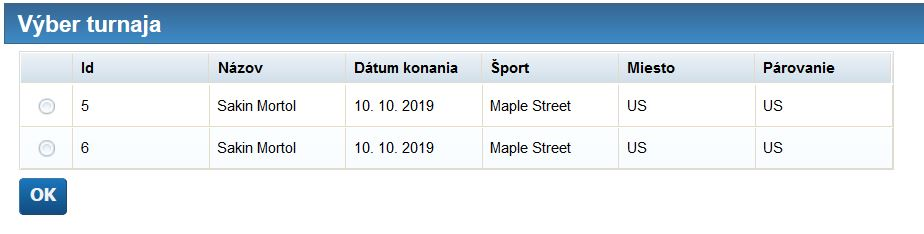 Výber turnaja
Id Názov Dátum konania Šport Miesto Párovanie
5 Sakin Mortol 10. 10. 2019 Maple Street US US
6 Sakin Mortol 10. 10. 2019 Maple Street US US
OK